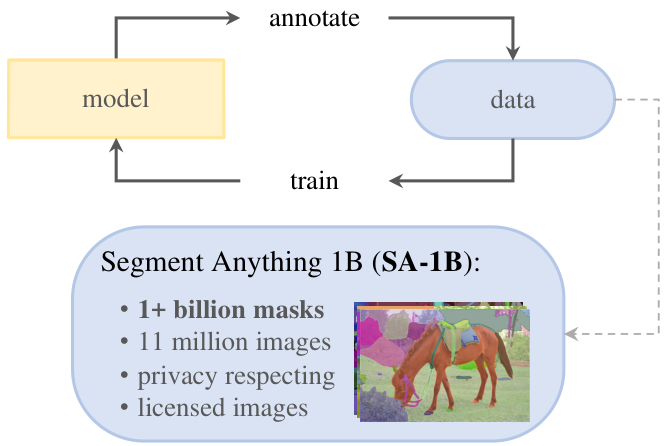 annotate
model
data
train
Segment Anything 1B (SA-1B):
• 1+ billion masks
• 11 million images
• privacy respecting
• licensed images